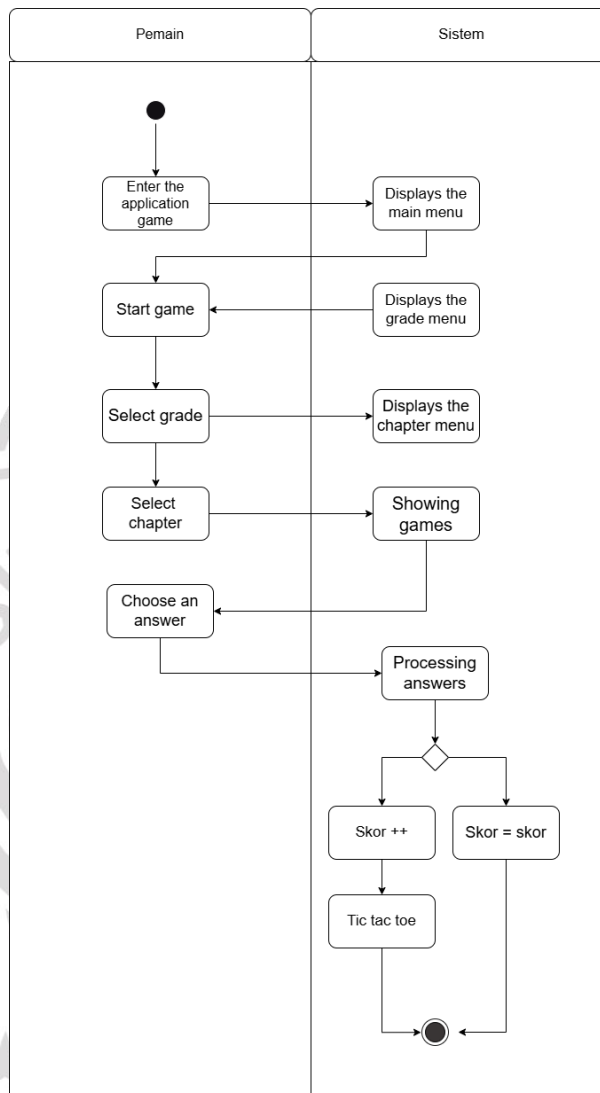 Pemain
Sistem
Enter the
application
game
Displays the
main menu
Start game
Displays the
grade menu
Select grade
Displays the
chapter menu
Select
chapter
Showing
games
Choose an
answer
Processing
answers
Skor ++
Skor = skor
Tic tac toe